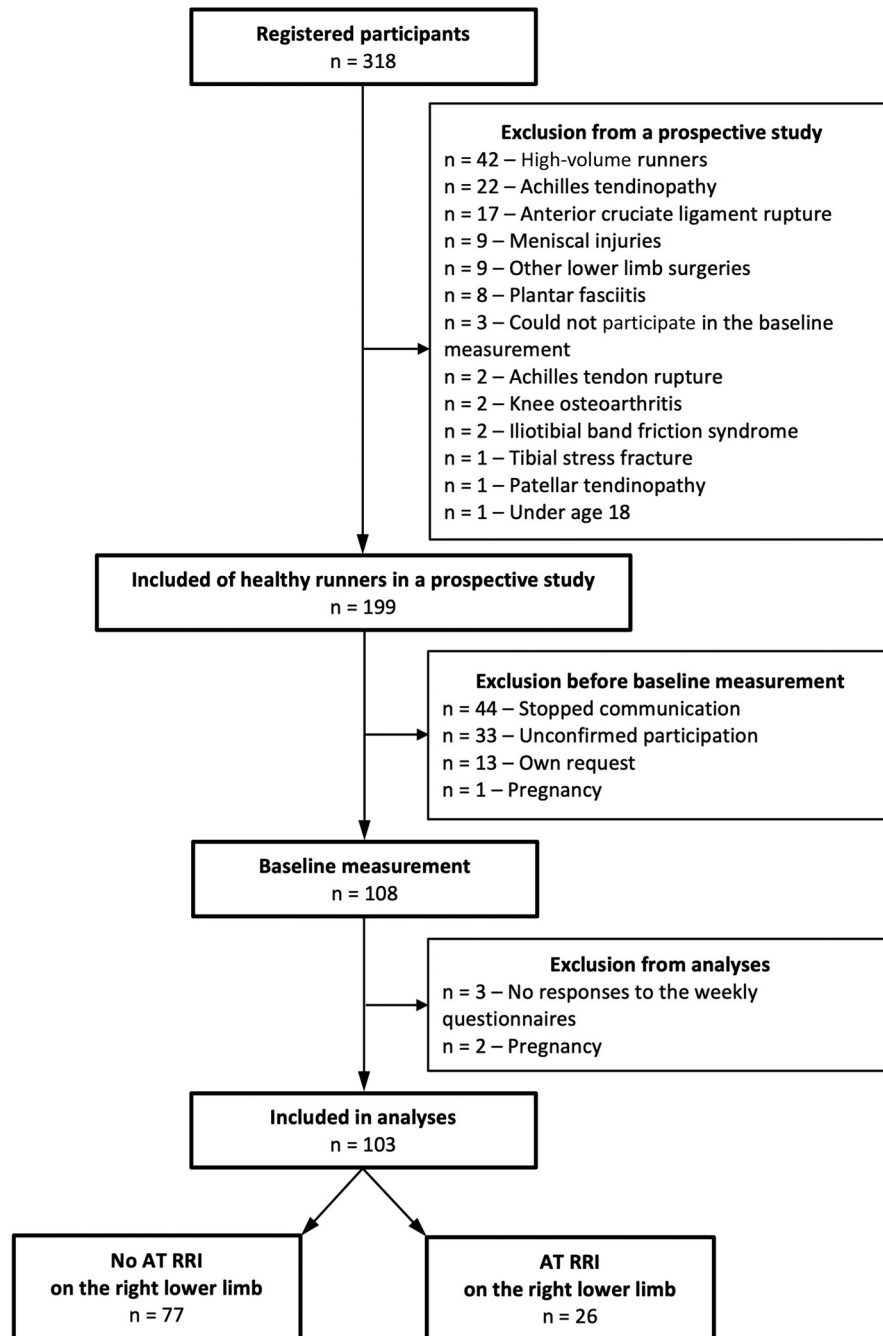 Registered participants
n = 318
Exclusion from a prospective study
n = 42 – High-volume runners
n = 22 – Achilles tendinopathy
n = 17 – Anterior cruciate ligament rupture
n = 9 – Meniscal injuries
n = 9 – Other lower limb surgeries
n = 8 – Plantar fasciitis
n = 3 – Could not participate in the baseline
measurement
n = 2 – Achilles tendon rupture
n = 2 – Knee osteoarthritis
n = 2 – Iliotibial band friction syndrome
n = 1 – Tibial stress fracture
n = 1 – Patellar tendinopathy
n = 1 – Under age 18
Included of healthy runners in a prospective study
n = 199
Exclusion before baseline measurement
n = 44 – Stopped communication
n = 33 – Unconfirmed participation
n = 13 – Own request
n = 1 – Pregnancy
Baseline measurement
n = 108
Exclusion from analyses
n = 3 – No responses to the weekly
questionnaires
n = 2 – Pregnancy
Included in analyses
n = 103
No AT RRI
on the right lower limb
n = 77
AT RRI
on the right lower limb
n = 26